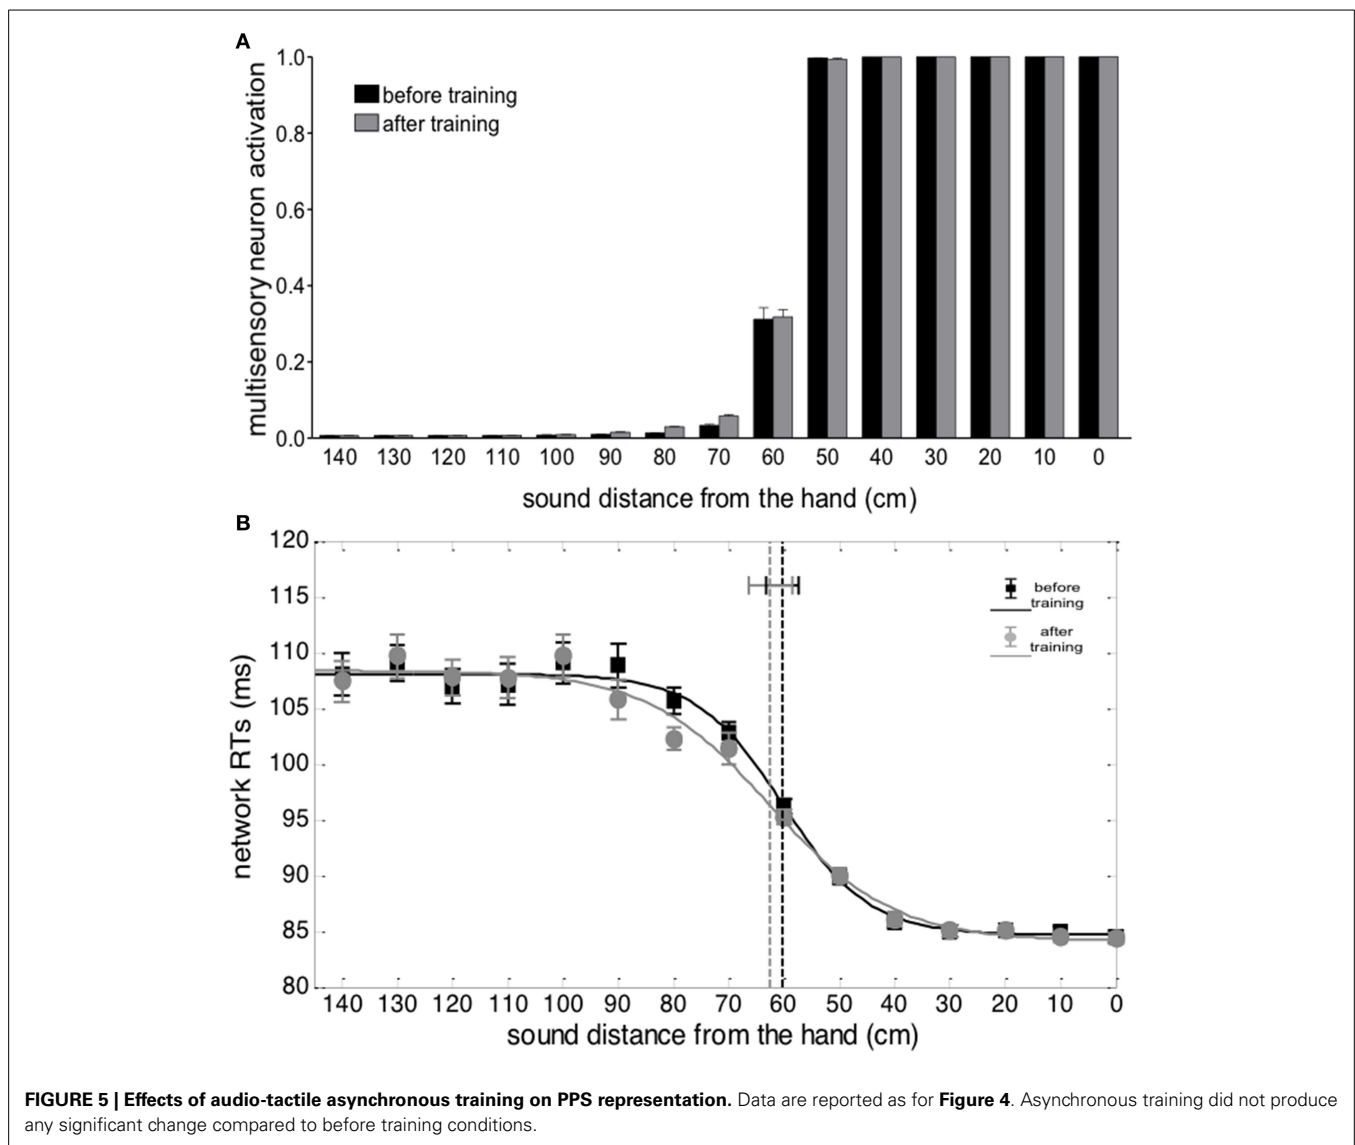 A
multisensory neuron activation
1.0
0.8
0.6
0.4
0.2
0.0
before training
after training
140 130 120 110 100 90 80 70 60 50 40 30 20 10 0
sound distance from the hand (cm)
B
network RTs (ms)
120
115
110
105
100
95
90
85
80
before
training
after
training
140 130 120 110 100 90 80 70 60 50 40 30 20 10 0
sound distance from the hand (cm)
FIGURE 5 | Effects of audio-tactile asynchronous training on PPS representation. Data are reported as for Figure 4. Asynchronous training did not produce
any significant change compared to before training conditions.